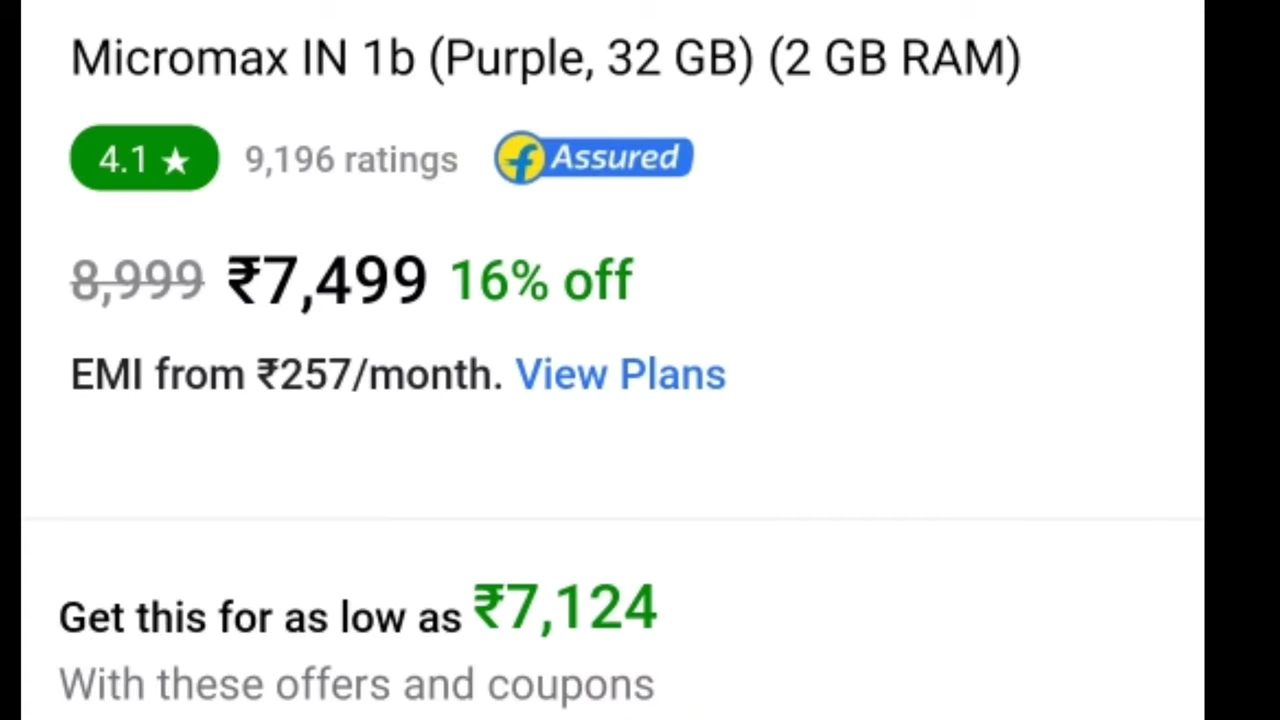 Micromax IN 1b (Purple, 32 GB) (2 GB RAM)
4.1 ★ 9,196 ratings f Assured
8,999 ₹7,499 16% off
EMI from ₹257/month. View Plans
Get this for as low as ₹7,124
With these offers and coupons